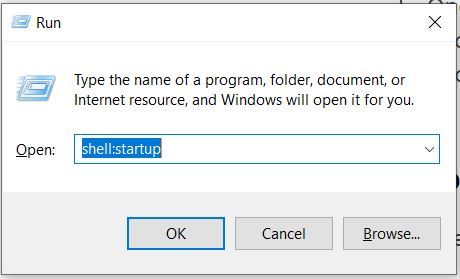 Run
Type the name of a program, folder, document, or
Internet resource, and Windows will open it for you.
Open: shell:startup
OK Cancel Browse...